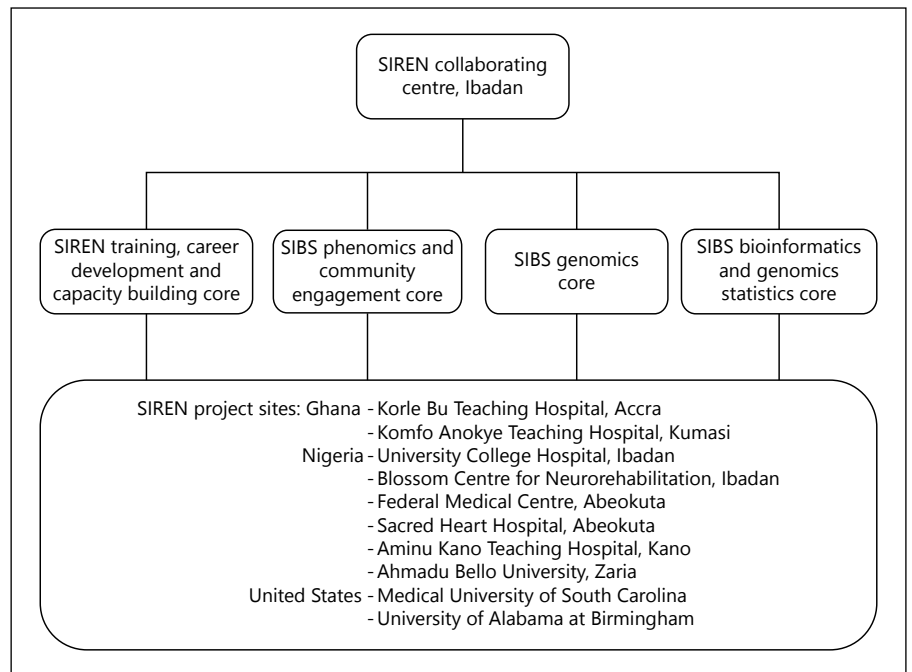 SIREN collaborating
centre, Ibadan
SIREN training, career
development and
capacity building core
SIBS phenomics and
community
engagement core
SIBS genomics
core
SIBS bioinformatics
and genomics
statistics core
SIREN project sites: Ghana - Korle Bu Teaching Hospital, Accra
- Komfo Anokye Teaching Hospital, Kumasi
Nigeria - University College Hospital, Ibadan
- Blossom Centre for Neurorehabilitation, Ibadan
- Federal Medical Centre, Abeokuta
- Sacred Heart Hospital, Abeokuta
- Aminu Kano Teaching Hospital, Kano
- Ahmadu Bello University, Zaria
United States - Medical University of South Carolina
- University of Alabama at Birmingham